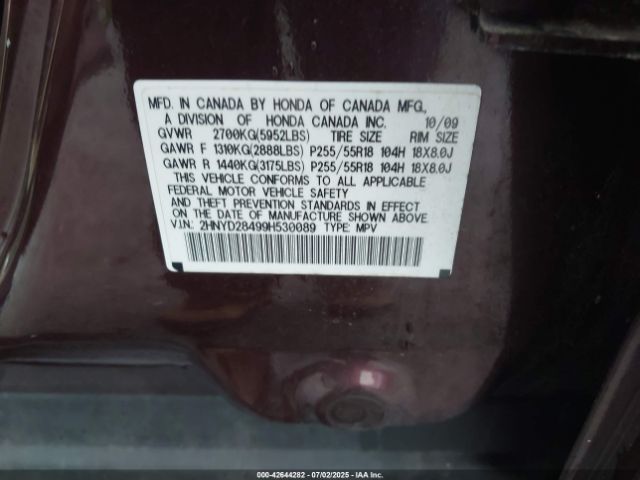 MFD. IN CANADA BY HONDA OF CANADA MFG.,
A DIVISION OF HONDA CANADA INC. 10/09
GVWR 2700KG(5952LBS) TIRE SIZE RIM SIZE
GAWR F 1310KG(2888LBS) P255/55R18 104H 18X8.0J
GAWR R 1440KG(3175LBS) P255/55R18 104H 18X8.0J
THIS VEHICLE CONFORMS TO ALL APPLICABLE
FEDERAL MOTOR VEHICLE SAFETY
AND THEFT PREVENTION STANDARDS IN EFFECT
ON THE DATE OF MANUFACTURE SHOWN ABOVE.
V.I.N.: 2HNYD28499H530089 TYPE: MPV
000-42644282 - 07/02/2025 - IAA Inc.